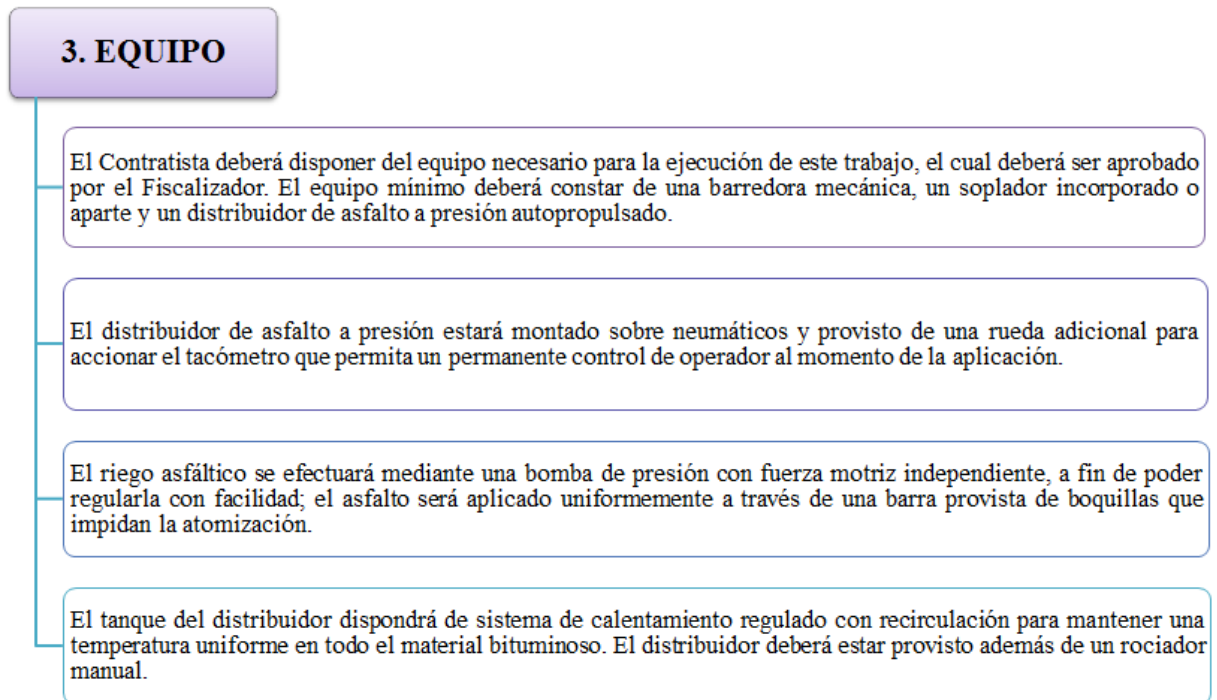 3. EQUIPO
El Contratista deberá disponer del equipo necesario para la ejecución de este trabajo, el cual deberá ser aprobado
por el Fiscalizador. El equipo mínimo deberá constar de una barredora mecánica, un soplador incorporado o
aparte y un distribuidor de asfalto a presión autopropulsado.
El distribuidor de asfalto a presión estará montado sobre neumáticos y provisto de una rueda adicional para
accionar el tacómetro que permita un permanente control de operador al momento de la aplicación.
El riego asfáltico se efectuará mediante una bomba de presión con fuerza motriz independiente, a fin de poder
regularla con facilidad; el asfalto será aplicado uniformemente a través de una barra provista de boquillas que
impidan la atomización.
El tanque del distribuidor dispondrá de sistema de calentamiento regulado con recirculación para mantener una
temperatura uniforme en todo el material bituminoso. El distribuidor deberá estar provisto además de un rociador
manual.